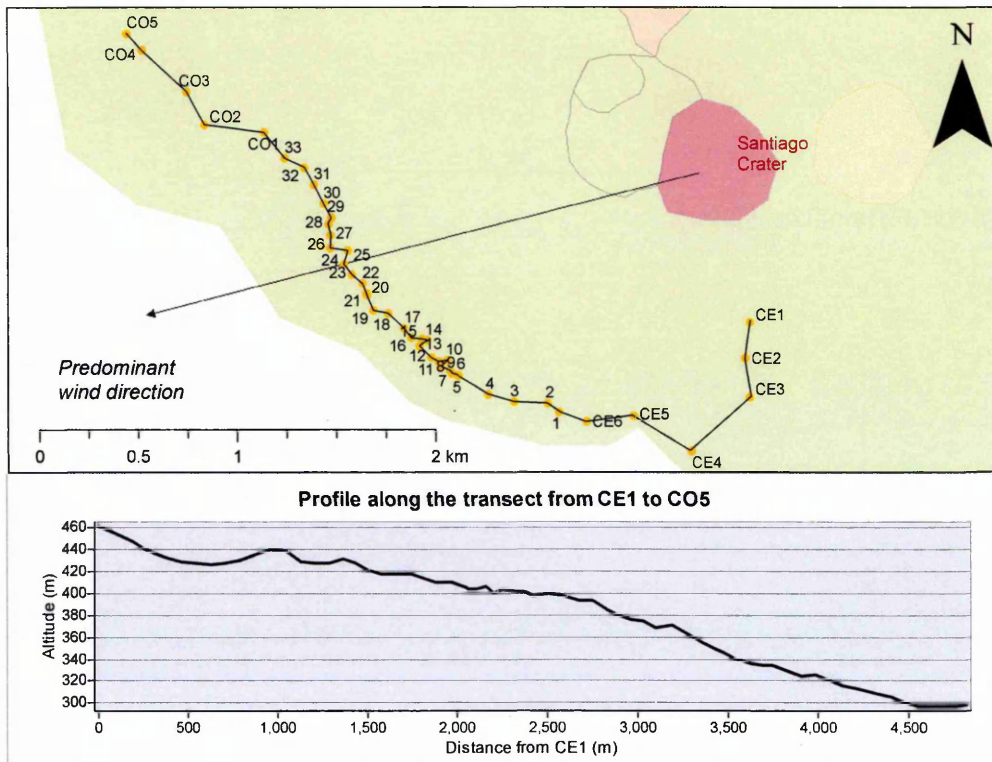 CO5
CO4
N
CO3
CO2
CO1
Santiago
Crater
33
32
31
30
29
28
27
26
25
24
23
22
20
21
19
18
17
15
14
16
13
12
10
11
9
8
6
7
5
4
3
2
1
CE1
CE2
CE3
CE6
CE5
CE4
Predominant
wind direction
0 0.5 1 2 km
Profile along the transect from CE1 to CO5
Altitude (m)
460
440
420
400
380
360
340
320
300
0 500 1,000 1,500 2,000 2,500 3,000 3,500 4,000 4,500
Distance from CE1 (m)